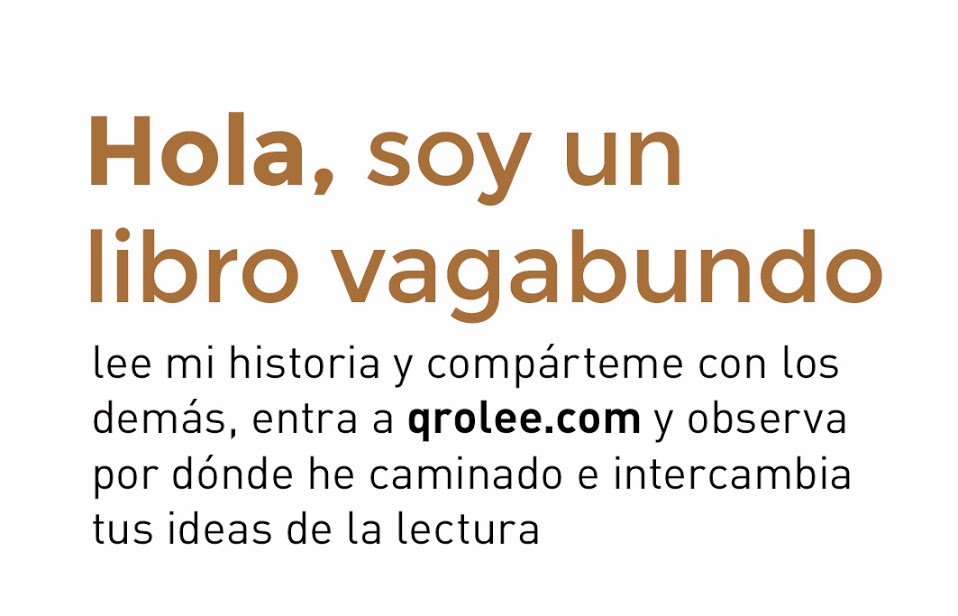 Hola, soy un
libro vagabundo
lee mi historia y compárteme con los
demás, entra a qrolee.com y observa
por dónde he caminado e intercambia
tus ideas de la lectura